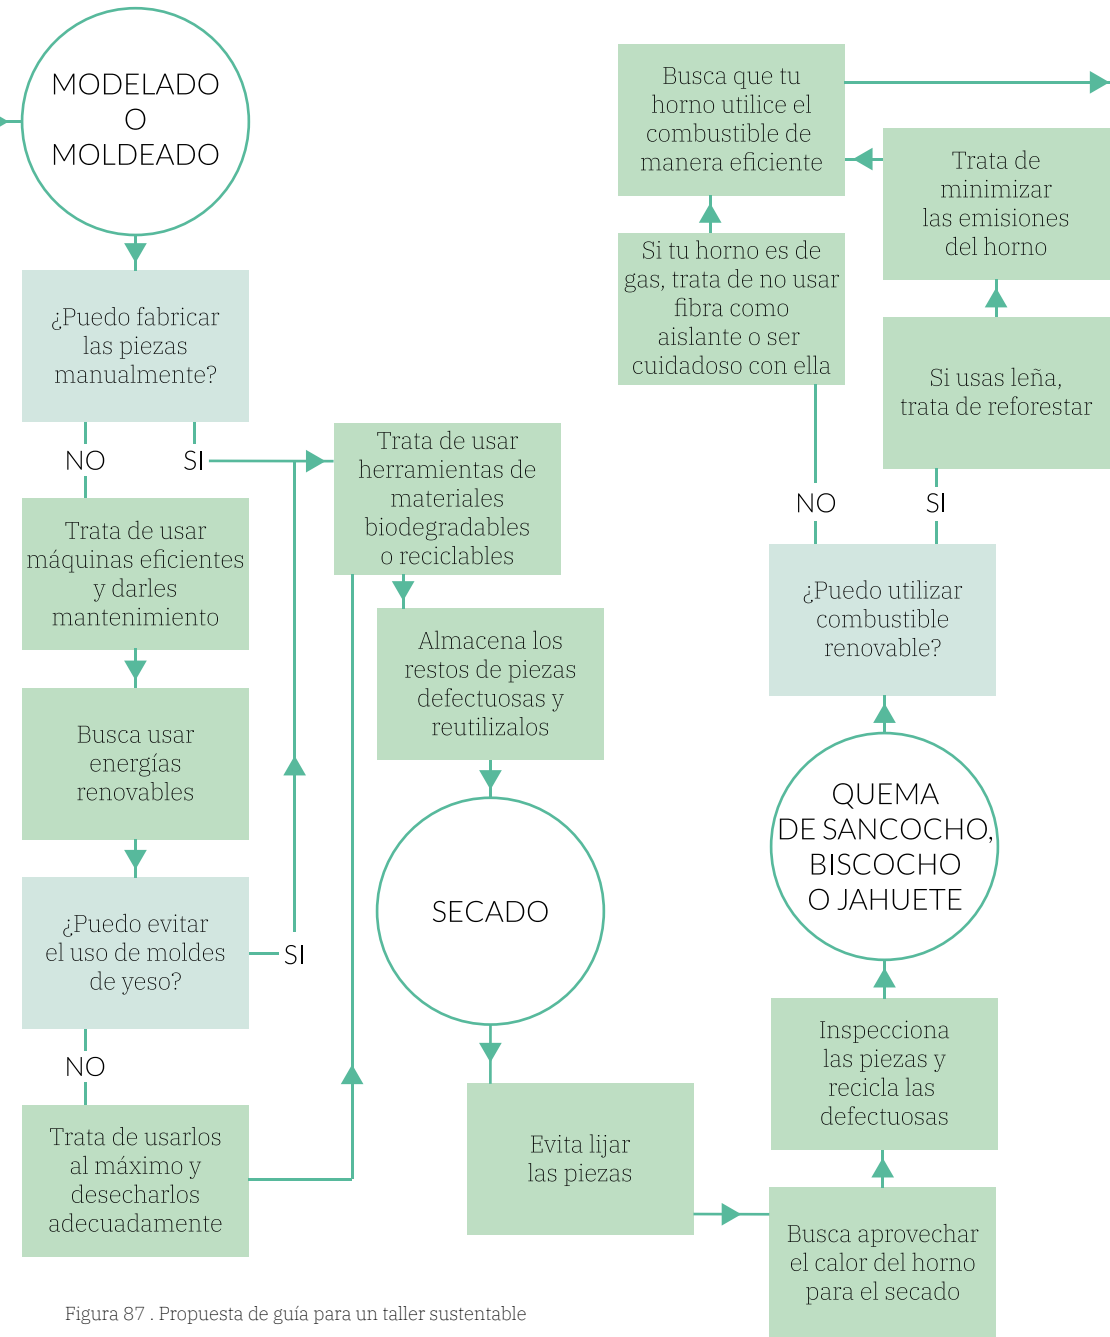 MODELADO
O
MOLDEADO
¿Puedo fabricar
las piezas
manualmente?
NO
SI
Trata de usar
máquinas eficientes
y darles
mantenimiento
Busca usar
energías
renovables
¿Puedo evitar
el uso de moldes
de yeso?
SI
NO
Trata de usarlos
al máximo y
desecharlos
adecuadamente
Trata de usar
herramientas de
materiales
biodegradables
o reciclables
Almacena los
restos de piezas
defectuosas y
reutilizalos
SECADO
Evita lijar
las piezas
Busca aprovechar
el calor del horno
para el secado
Inspecciona
las piezas y
recicla las
defectuosas
QUEMA
DE SANCOCHO,
BISCOCHO
O JAHUETE
¿Puedo utilizar
combustible
renovable?
NO
SI
Si tu horno es de
gas, trata de no usar
fibra como
aislante o ser
cuidadoso con ella
Si usas leña,
trata de reforestar
Trata de
minimizar
las emisiones
del horno
Busca que tu
horno utilice el
combustible de
manera eficiente
Figura 87 . Propuesta de guía para un taller sustentable